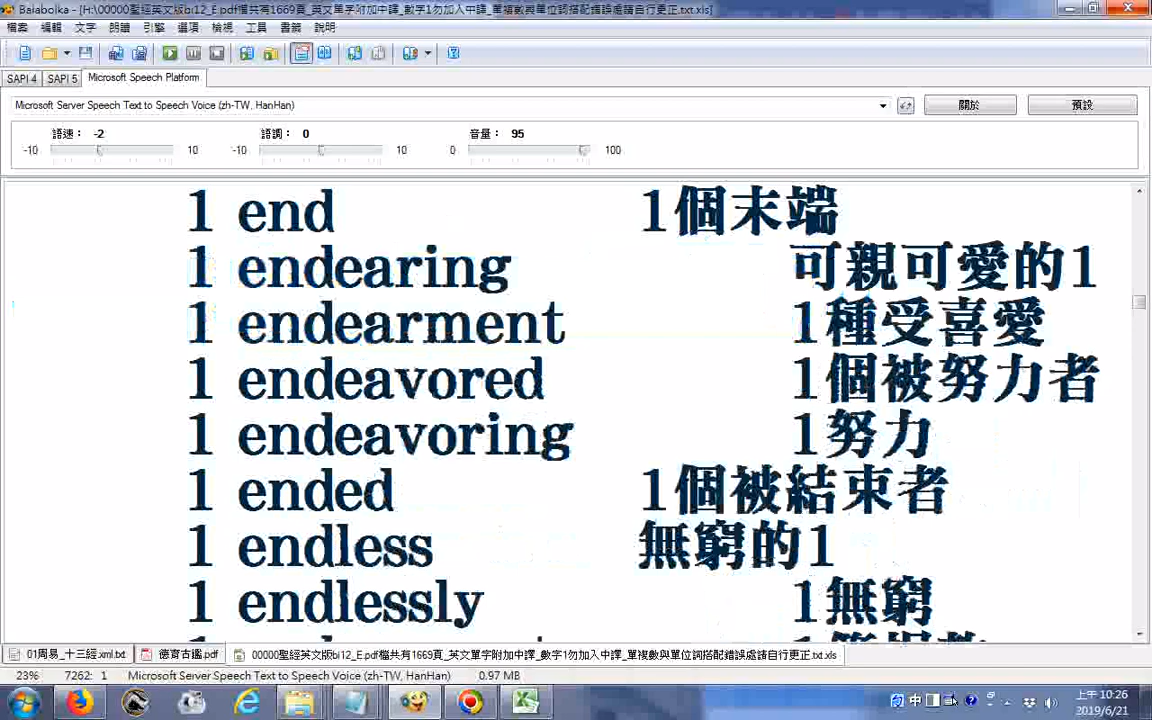 Balabolka - [H:\00000聖經英文版bi12_E.pdf檔共有1669頁_英文單字附加中譯_數字1勿加入中譯_單複數與單位詞搭配錯誤處請自行更正.txt.xls]
檔案 編輯 文字 朗讀 引擎 選項 檢視 工具 書籤 說明
SAPI 4 SAPI 5 Microsoft Speech Platform
Microsoft Server Speech Text to Speech Voice (zh-TW, HanHan) 關於 預設
語速： -2 語調： 0 音量： 95
-10 10 -10 10 0 100
1 end 1個末端
1 endearing 可親可愛的1
1 endearment 1種受喜愛
1 endeavored 1個被努力者
1 endeavoring 1努力
1 ended 1個被結束者
1 endless 無窮的1
1 endlessly 1無窮
01周易_十三經.xml.txt 德育古鑑.pdf 00000聖經英文版bi12_E.pdf檔共有1669頁_英文單字附加中譯_數字1勿加入中譯_單複數與單位詞搭配錯誤處請自行更正.txt.xls
23% 7262: 1 Microsoft Server Speech Text to Speech Voice (zh-TW, HanHan) 0.97 MB
中 上午 10:26
2019/6/21